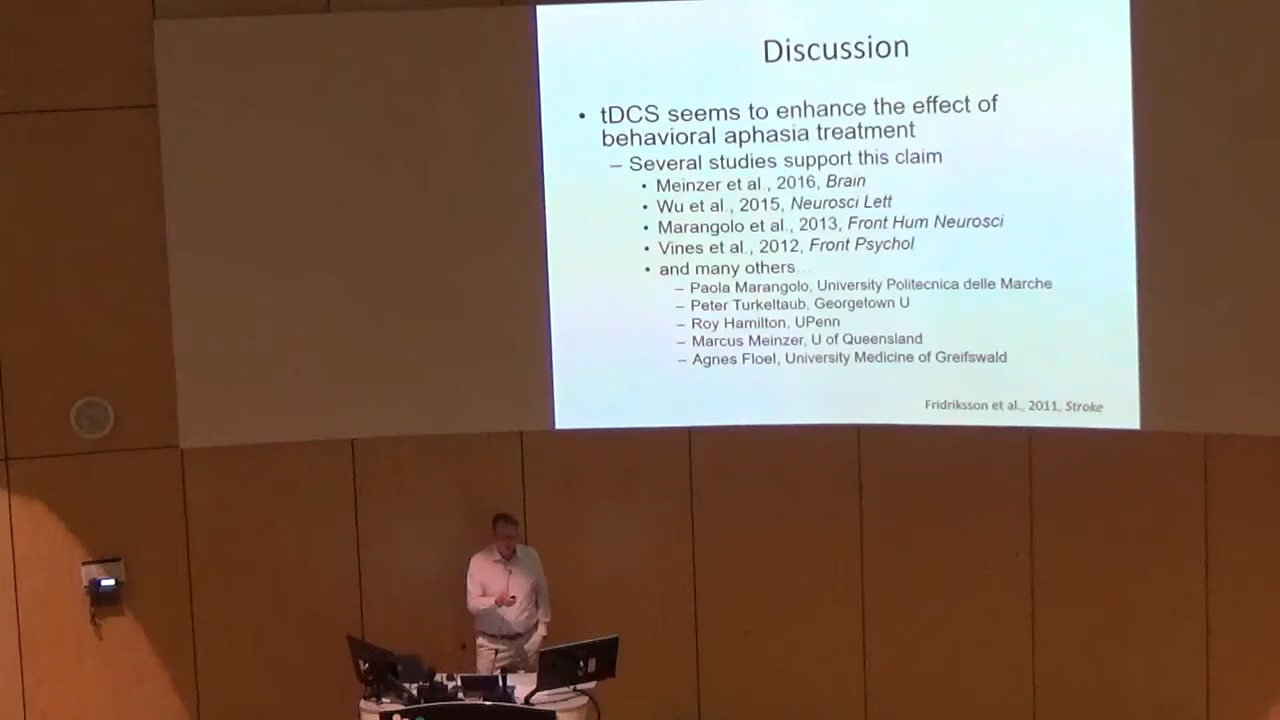 Discussion
• tDCS seems to enhance the effect of
behavioral aphasia treatment
– Several studies support this claim
• Meinzer et al., 2016, Brain
• Wu et al., 2015, Neurosci Lett
• Marangolo et al., 2013, Front Hum Neurosci
• Vines et al., 2012, Front Psychol
• and many others...
– Paola Marangolo, University Politecnica delle Marche
– Peter Turkeltaub, Georgetown U
– Roy Hamilton, UPenn
– Marcus Meinzer, U of Queensland
– Agnes Floel, University Medicine of Greifswald
Fridriksson et al., 2011, Stroke